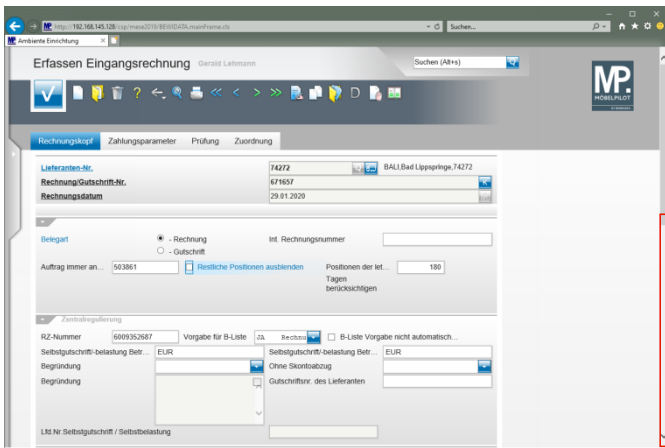 http://192.168.145.128/csp/mese2019/BEWIDATA.mainFrame.cls
Suchen...
Ambiente Einrichtung
Erfassen Eingangsrechnung Gerald Lehmann
Suchen (Alt+s)
MP.
MÖBELPILOT
Rechnungskopf Zahlungsparameter Prüfung Zuordnung
Lieferanten-Nr. 74272 BALI,Bad Lippspringe,74272
Rechnung/Gutschrift-Nr. 671657
Rechnungsdatum 29.01.2020
Belegart - Rechnung Int. Rechnungsnummer
- Gutschrift
Auftrag immer an... 503861 Restliche Positionen ausblenden Positionen der let... 180
Tagen
berücksichtigen
Zentralregulierung
RZ-Nummer 6009352687 Vorgabe für B-Liste JA Rechnu B-Liste Vorgabe nicht automatisch...
Selbstgutschrift/-belastung Betr... EUR Selbstgutschrift/-belastung Betr... EUR
Begründung Ohne Skontoabzug
Begründung Gutschriftsnr. des Lieferanten
Lfd.Nr.Selbstgutschrift / Selbstbelastung